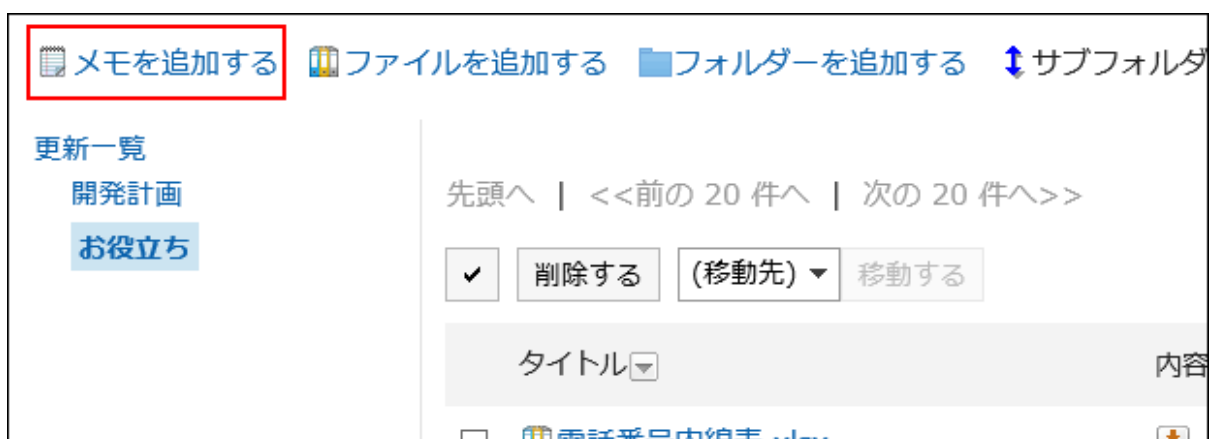 メモを追加する ファイルを追加する フォルダーを追加する サブフォルダ
更新一覧
開発計画
お役立ち
先頭へ | <<前の 20 件へ | 次の 20 件へ>>
削除する (移動先) 移動する
タイトル 内容